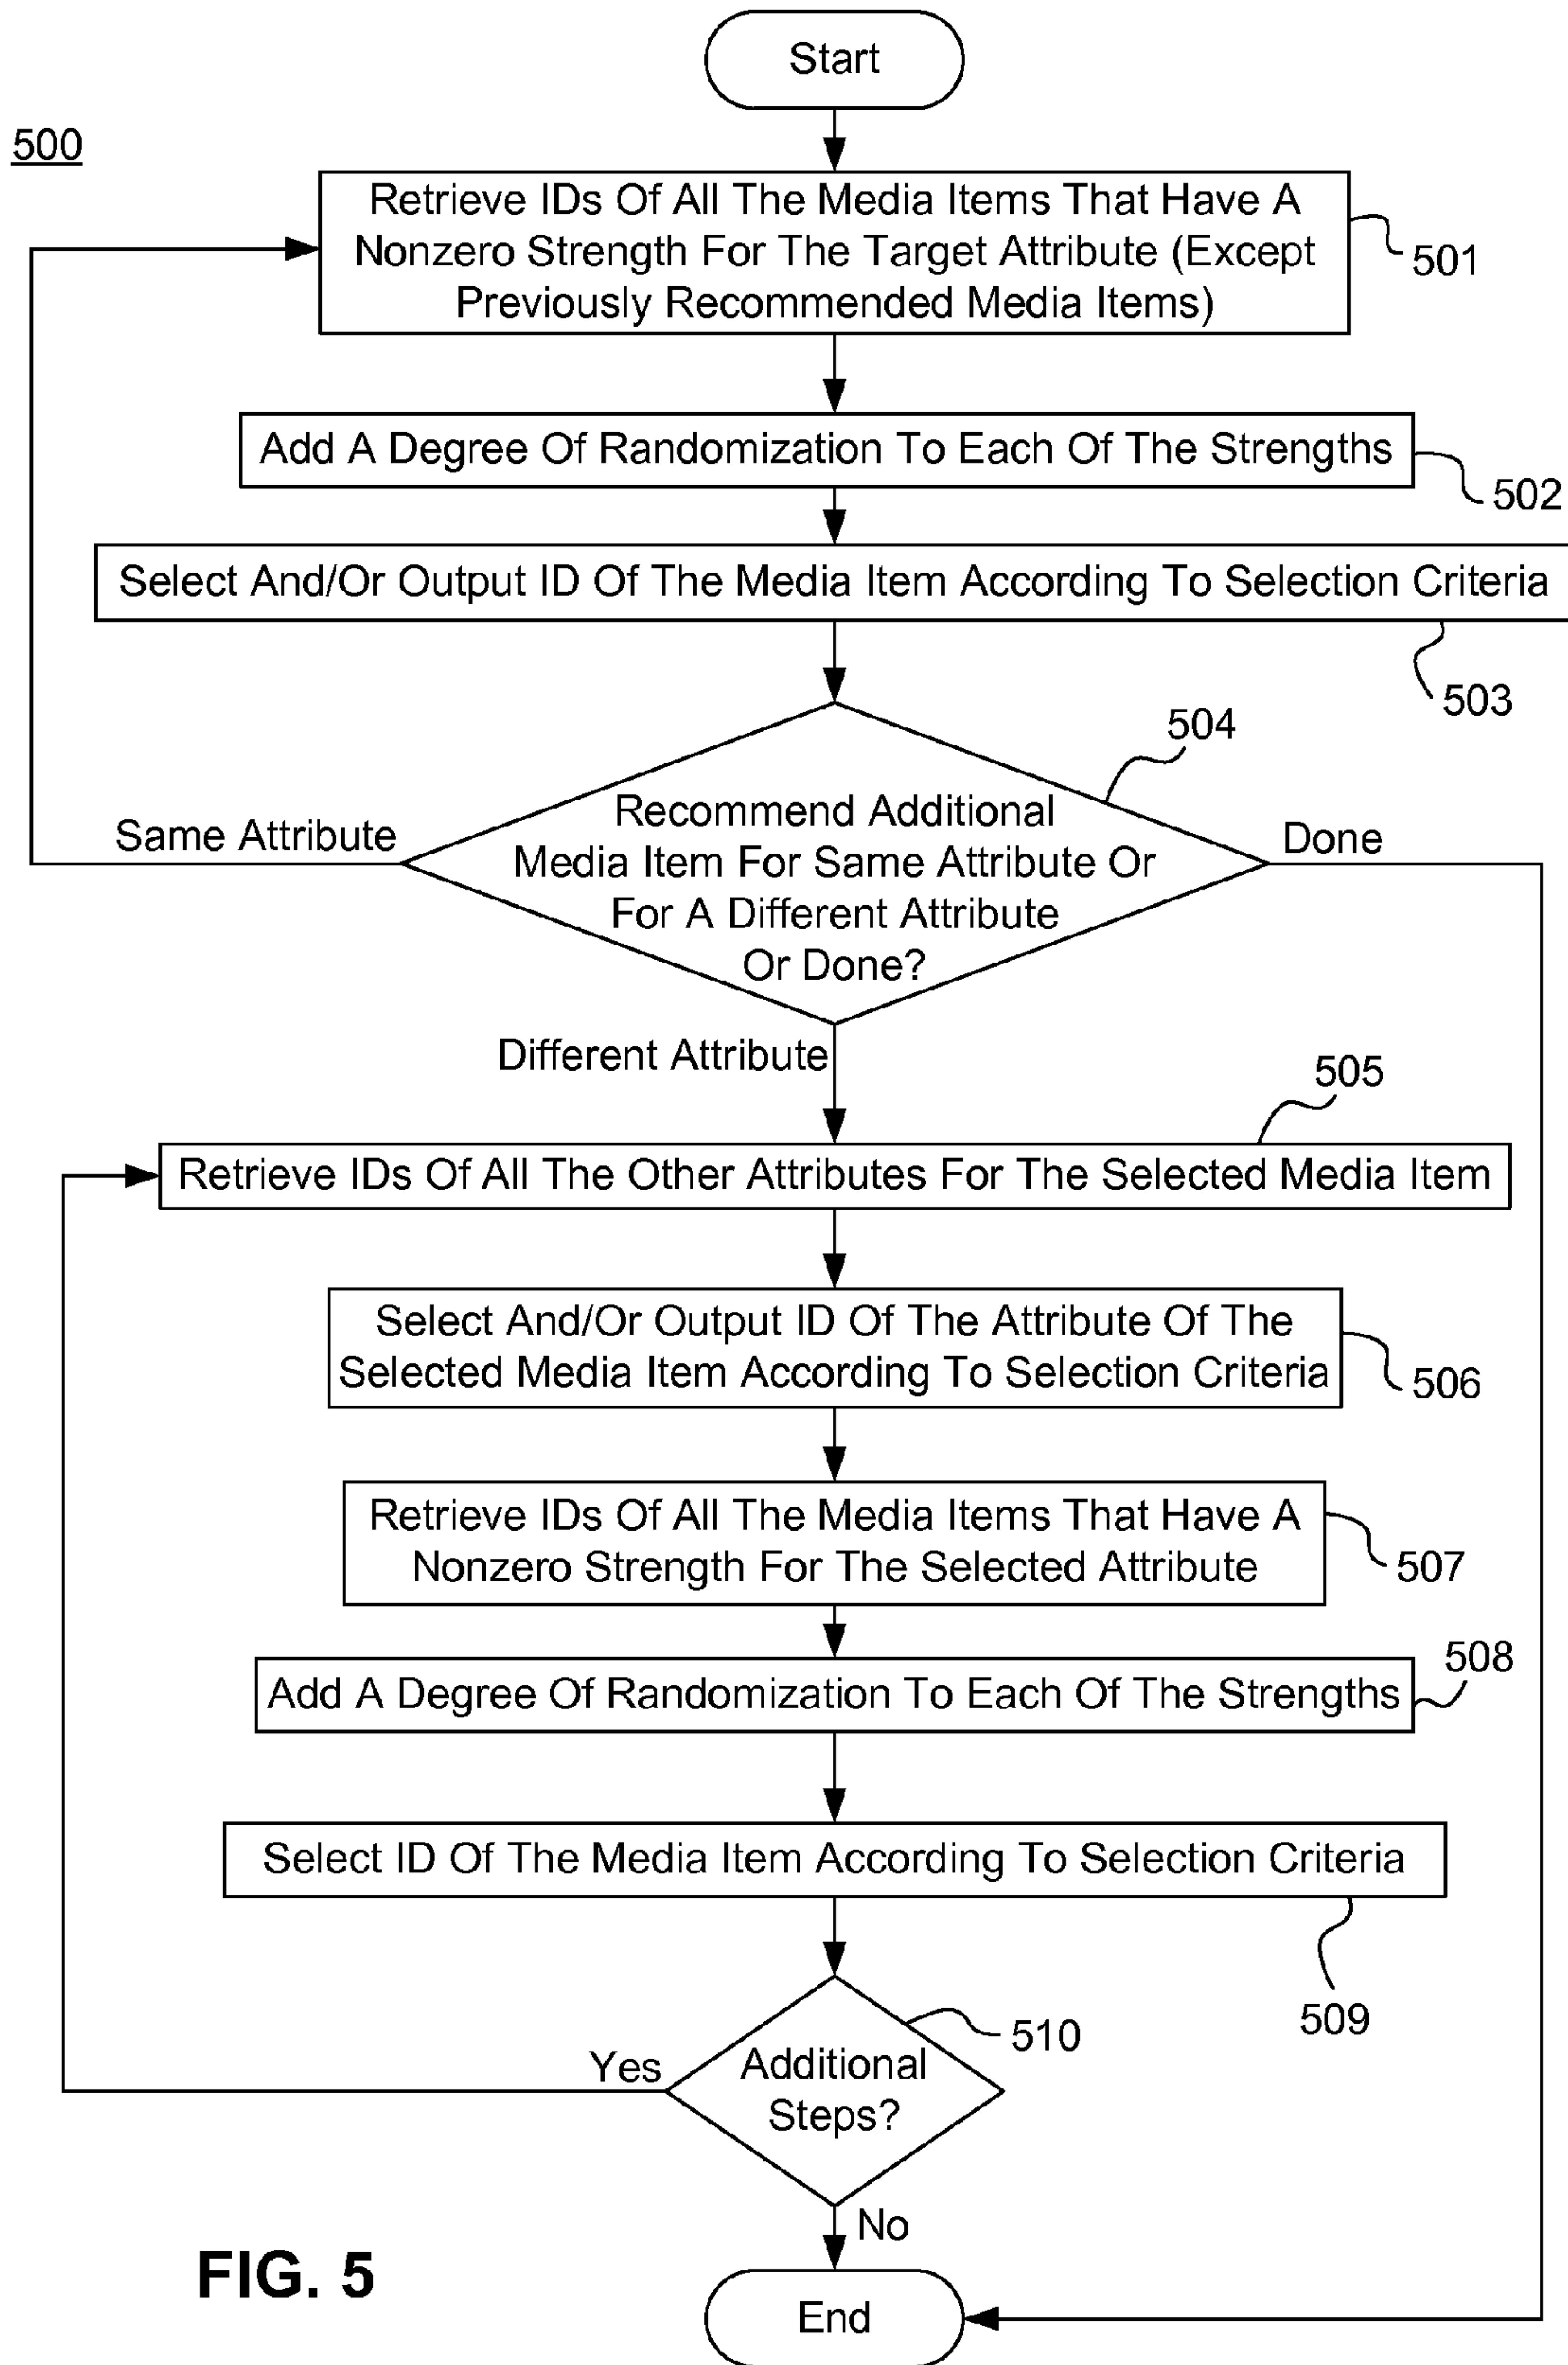 Start
500
Retrieve IDs Of All The Media Items That Have A
Nonzero Strength For The Target Attribute (Except
Previously Recommended Media Items)
501
Add A Degree Of Randomization To Each Of The Strengths
502
Select And/Or Output ID Of The Media Item According To Selection Criteria
503
504
Recommend Additional
Media Item For Same Attribute Or
For A Different Attribute
Or Done?
Same Attribute
Done
Different Attribute
505
Retrieve IDs Of All The Other Attributes For The Selected Media Item
Select And/Or Output ID Of The Attribute Of The
Selected Media Item According To Selection Criteria
506
Retrieve IDs Of All The Media Items That Have A
Nonzero Strength For The Selected Attribute
507
508
Add A Degree Of Randomization To Each Of The Strengths
Select ID Of The Media Item According To Selection Criteria
509
510
Yes
Additional
Steps?
No
FIG. 5
End